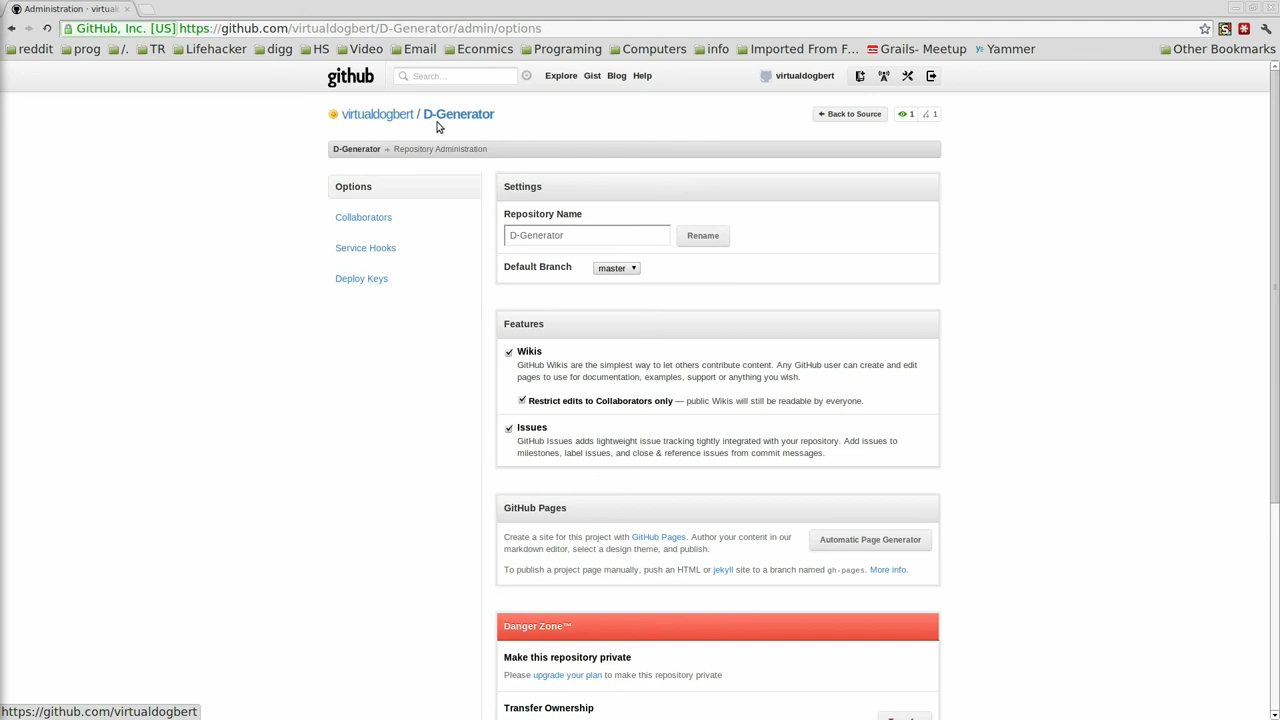 Administration · virtual
GitHub, Inc. [US] https://github.com/virtualdogbert/D-Generator/admin/options
reddit prog /. TR Lifehacker digg HS Video Email Econmics Programing Computers info Imported From F... Grails- Meetup Yammer Other Bookmarks
github Search... Explore Gist Blog Help virtualdogbert
virtualdogbert / D-Generator Back to Source 1 1
D-Generator → Repository Administration
Options
Collaborators
Service Hooks
Deploy Keys
Settings
Repository Name
D-Generator Rename
Default Branch master
Features
Wikis
GitHub Wikis are the simplest way to let others contribute content. Any GitHub user can create and edit
pages to use for documentation, examples, support or anything you wish.
Restrict edits to Collaborators only — public Wikis will still be readable by everyone.
Issues
GitHub Issues adds lightweight issue tracking tightly integrated with your repository. Add issues to
milestones, label issues, and close & reference issues from commit messages.
GitHub Pages
Create a site for this project with GitHub Pages. Author your content in our
markdown editor, select a design theme, and publish.
Automatic Page Generator
To publish a project page manually, push an HTML or jekyll site to a branch named gh-pages. More info.
Danger Zone™
Make this repository private
Please upgrade your plan to make this repository private
Transfer Ownership
https://github.com/virtualdogbert